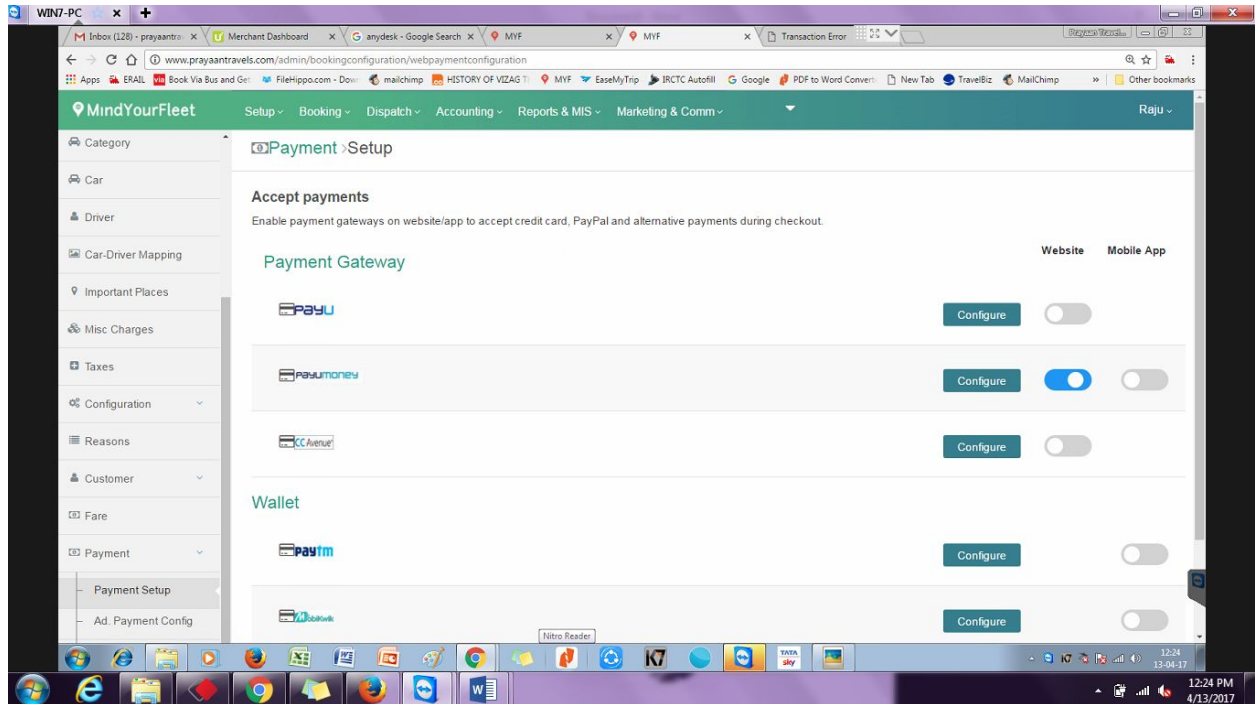 WIN7-PC
M Inbox (128) - prayaantra
Merchant Dashboard
anydesk - Google Search
MYF
MYF
Transaction Error
www.prayaantravels.com/admin/bookingconfiguration/webpaymentconfiguration
Apps ERAIL via Book Via Bus and Get FileHippo.com - Dow mailchimp HISTORY OF VIZAG MYF EaseMyTrip IRCTC Autofill G Google PDF to Word Convert New Tab TravelBiz MailChimp » Other bookmarks
MindYourFleet Setup Booking Dispatch Accounting Reports & MIS Marketing & Comm Raju
Category
Car
Driver
Car-Driver Mapping
Important Places
Misc Charges
Taxes
Configuration
Reasons
Customer
Fare
Payment
Payment Setup
Ad. Payment Config
Payment >Setup
Accept payments
Enable payment gateways on website/app to accept credit card, PayPal and alternative payments during checkout.
Website Mobile App
Payment Gateway
PayU Configure
PayUmoney Configure
CC Avenue Configure
Wallet
Paytm Configure
MobiKwik Configure
Nitro Reader
K7
TATA
sky
K7
12:24
13-04-17
W
12:24 PM
4/13/2017